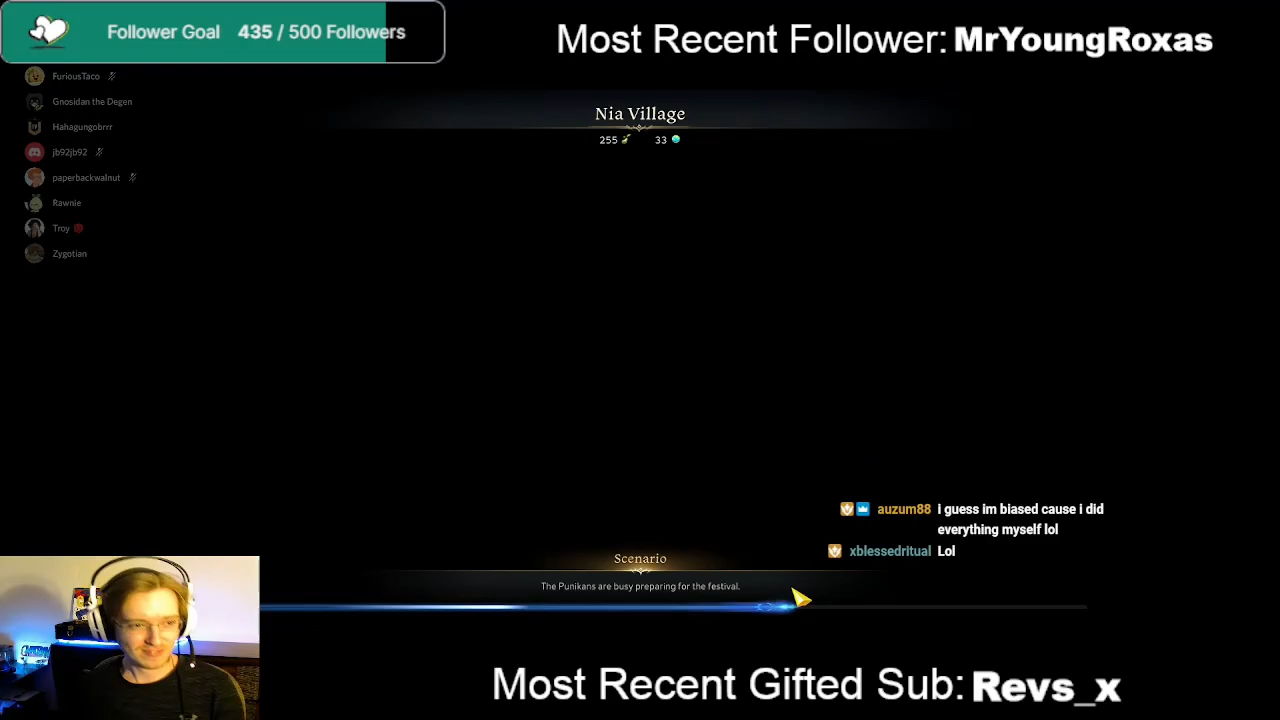 Follower Goal 435 / 500 Followers
Most Recent Follower: MrYoungRoxas
FuriousTaco
Gnosidan the Degen
Hahagungobrrr
jb92jb92
paperbackwalnut
Rawnie
Troy
Zygotian
Nia Village
255 33
auzum88 i guess im biased cause i did
everything myself lol
xblessedritual Lol
Scenario
The Punikans are busy preparing for the festival.
Most Recent Gifted Sub: Revs_x